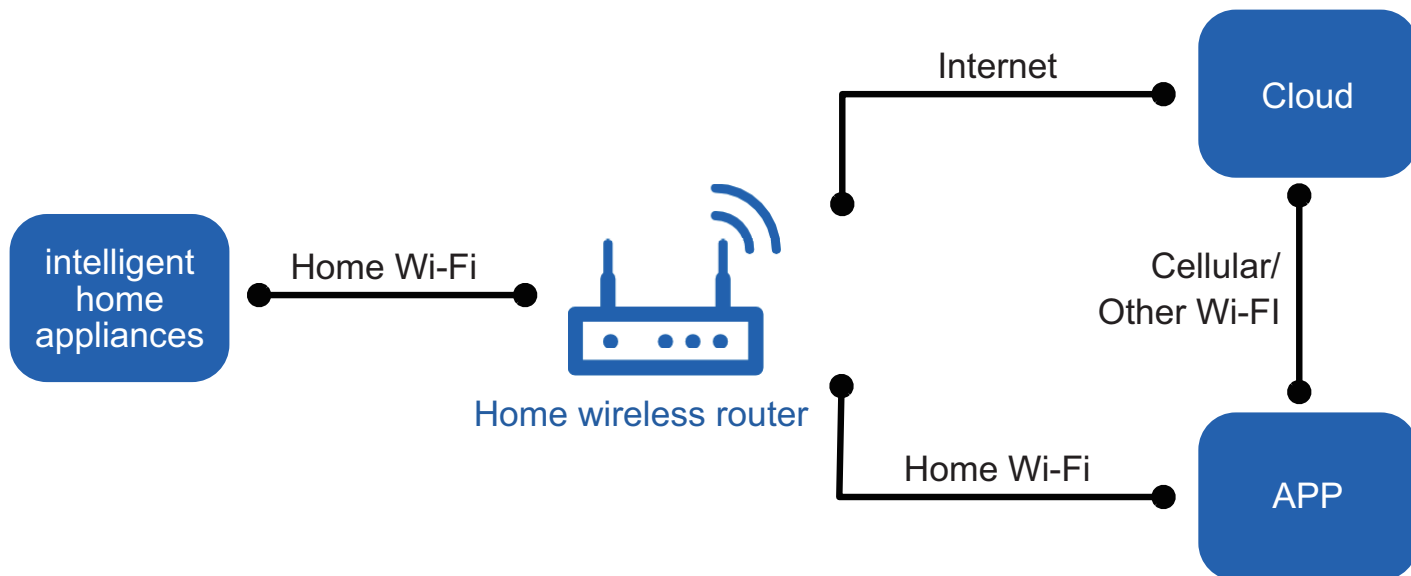 Internet
Cloud
intelligent
home
appliances
Home Wi-Fi
Cellular/
Other Wi-FI
Home wireless router
Home Wi-Fi
APP